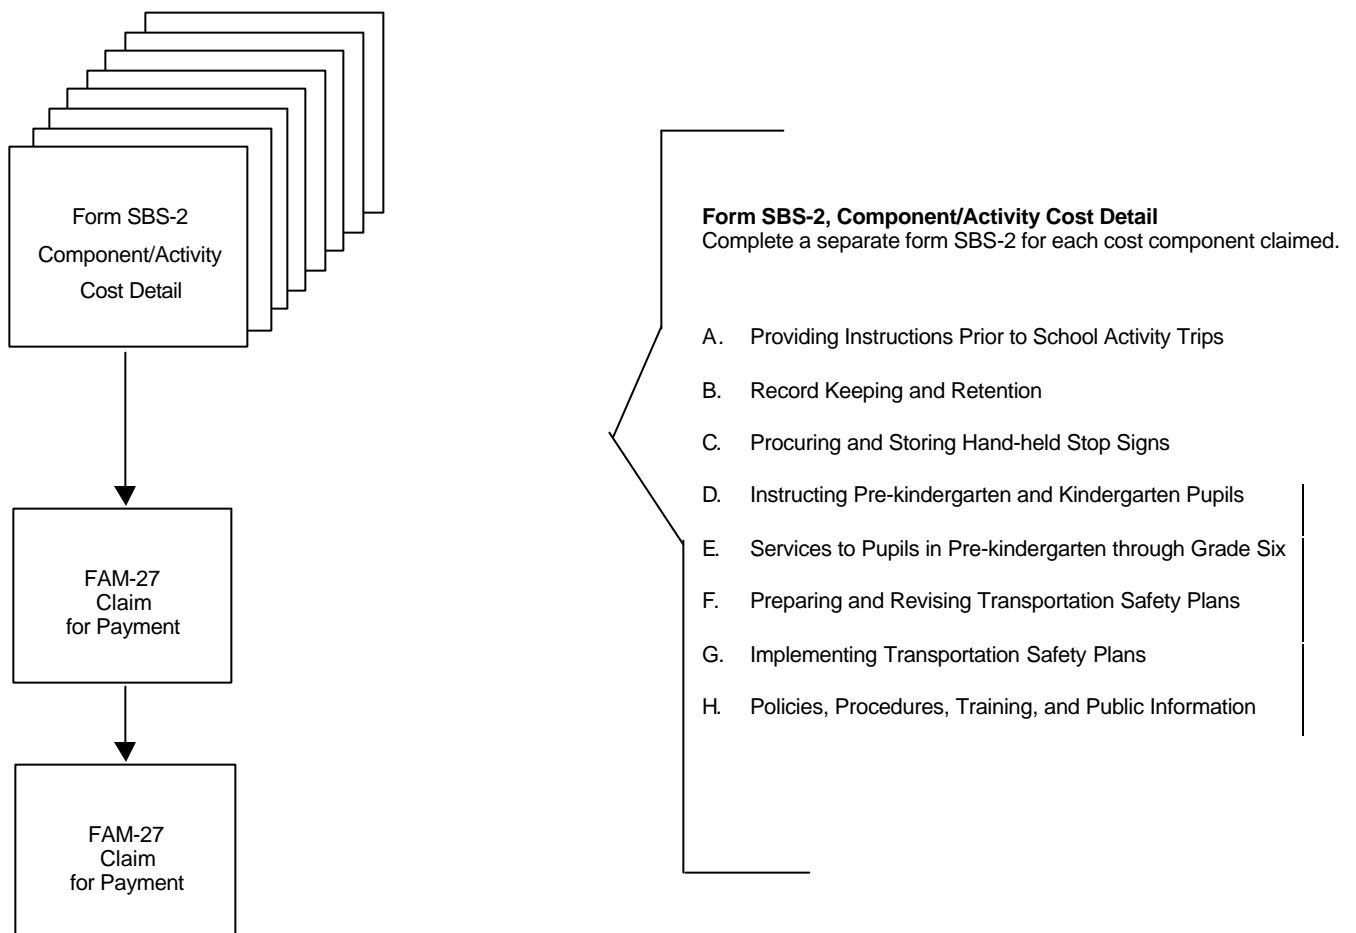 Form SBS-2
Component/Activity
Cost Detail
FAM-27
Claim
for Payment
FAM-27
Claim
for Payment
Form SBS-2, Component/Activity Cost Detail
Complete a separate form SBS-2 for each cost component claimed.
A. Providing Instructions Prior to School Activity Trips
B. Record Keeping and Retention
C. Procuring and Storing Hand-held Stop Signs
D. Instructing Pre-kindergarten and Kindergarten Pupils
E. Services to Pupils in Pre-kindergarten through Grade Six
F. Preparing and Revising Transportation Safety Plans
G. Implementing Transportation Safety Plans
H. Policies, Procedures, Training, and Public Information